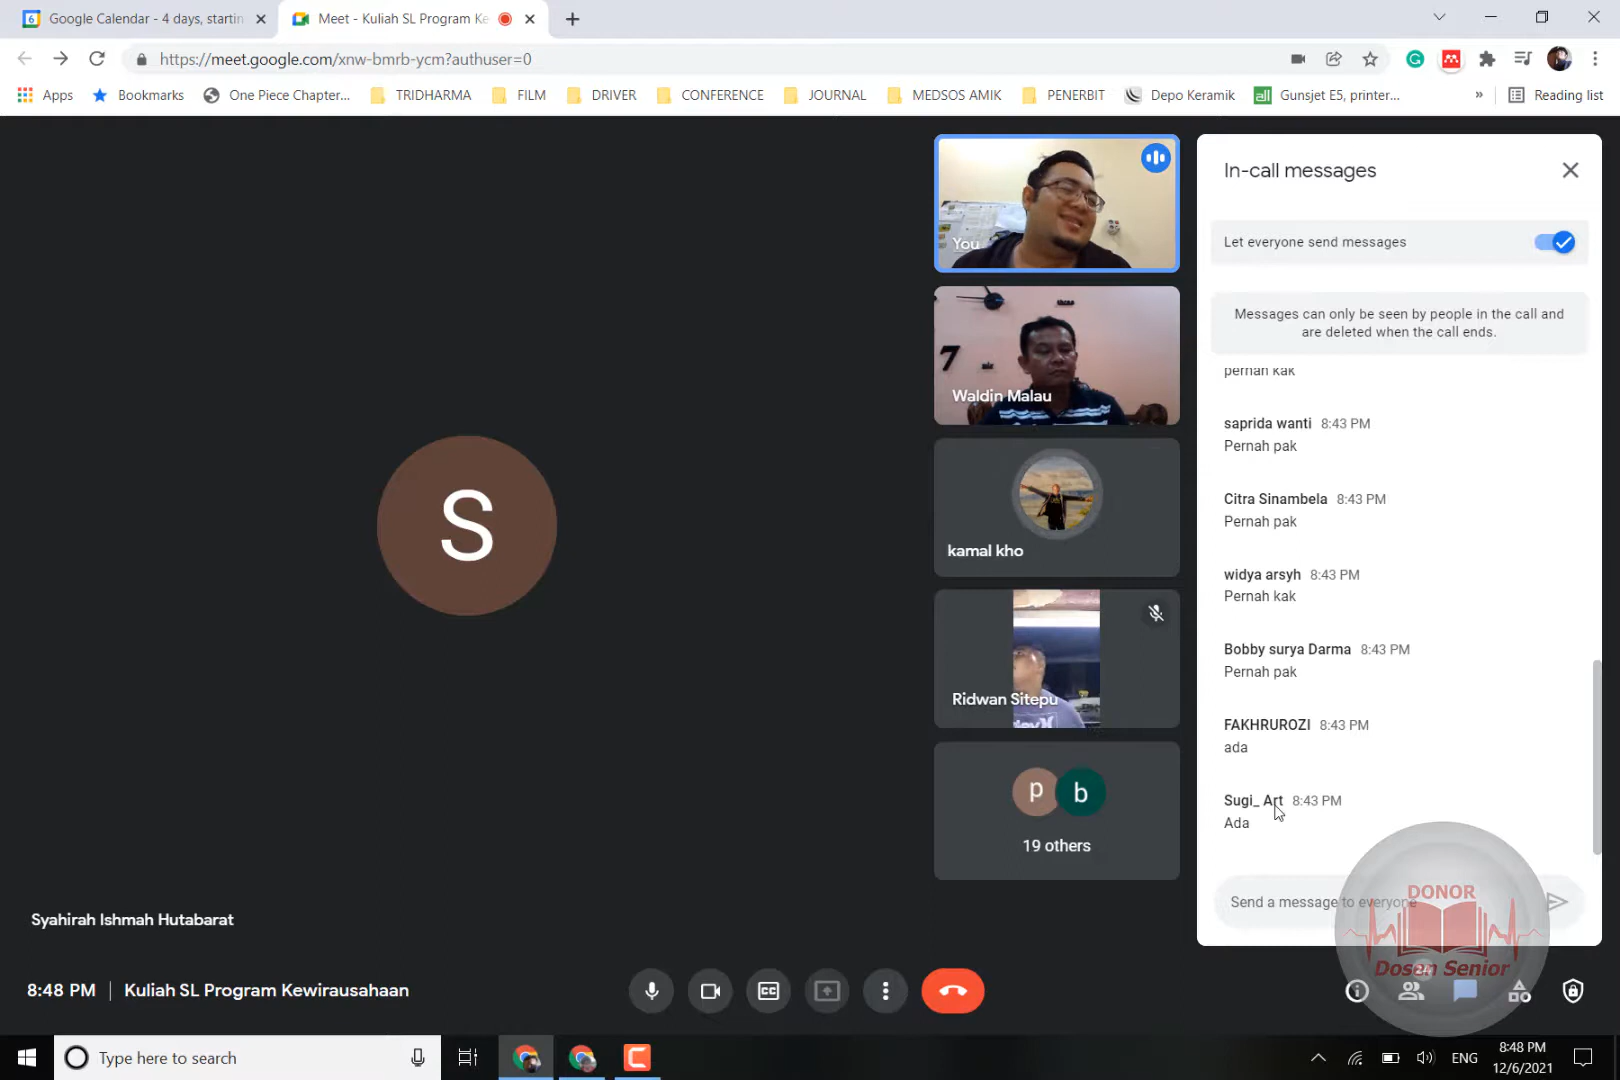 Google Calendar - 4 days, startin
Meet - Kuliah SL Program Ke
https://meet.google.com/xnw-bmrb-ycm?authuser=0
Apps
Bookmarks
One Piece Chapter...
TRIDHARMA
FILM
DRIVER
CONFERENCE
JOURNAL
MEDSOS AMIK
PENERBIT
Depo Keramik
Gunsjet E5, printer...
»
Reading list
You
7
Waldin Malau
kamal kho
Ridwan Sitepu
p
b
19 others
S
Syahirah Ishmah Hutabarat
In-call messages
Let everyone send messages
Messages can only be seen by people in the call and
are deleted when the call ends.
pernah kak
saprida wanti 8:43 PM
Pernah pak
Citra Sinambela 8:43 PM
Pernah pak
widya arsyh 8:43 PM
Pernah kak
Bobby surya Darma 8:43 PM
Pernah pak
FAKHRUROZI 8:43 PM
ada
Sugi_ Art 8:43 PM
Ada
Send a message to everyone
DONOR
Dosen Senior
8:48 PM | Kuliah SL Program Kewirausahaan
CC
Type here to search
ENG
8:48 PM
12/6/2021